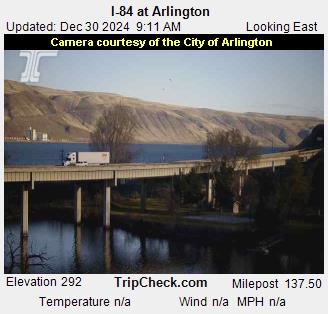 I-84 at Arlington
Updated: Dec 30 2024 9:11 AM Looking East
Camera courtesy of the City of Arlington
Elevation 292 TripCheck.com Milepost 137.50
Temperature n/a Wind n/a MPH n/a